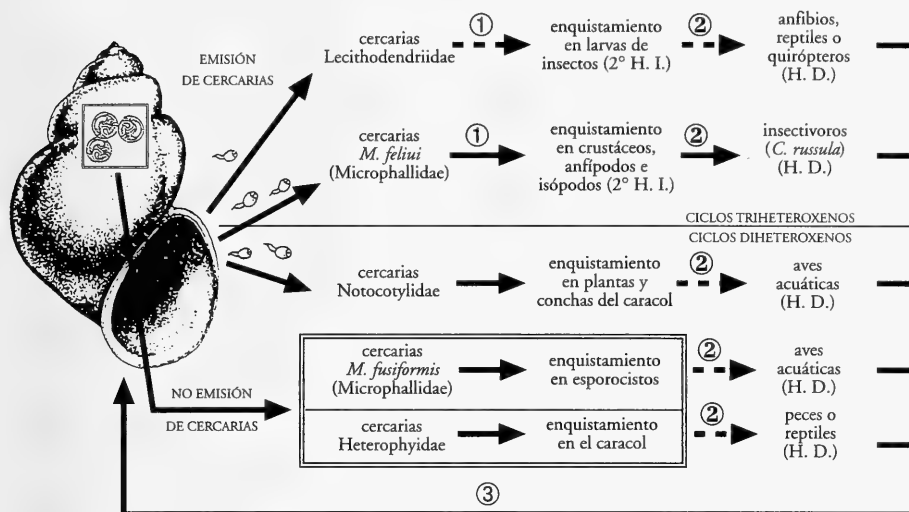 EMISIÓN
DE CERCARIAS
cercarias
Lecithodendriidae
①
enquistamiento
en larvas de
insectos (2° H. I.)
②
anfibios,
reptiles o
quirópteros
(H. D.)
cercarias
M. feliui
(Microphallidae)
①
enquistamiento
en crustáceos,
anfípodos e
isópodos (2° H. I.)
②
insectivoros
(C. russula)
(H. D.)
CICLOS TRIHETEROXENOS
CICLOS DIHETEROXENOS
cercarias
Notocotylidae
enquistamiento
en plantas y
conchas del caracol
②
aves
acuáticas
(H. D.)
NO EMISIÓN
DE CERCARIAS
cercarias
M. fusiformis
(Microphallidae)
enquistamiento
en esporocistos
②
aves
acuáticas
(H. D.)
cercarias
Heterophyidae
enquistamiento
en el caracol
②
peces o
reptiles
(H. D.)
③